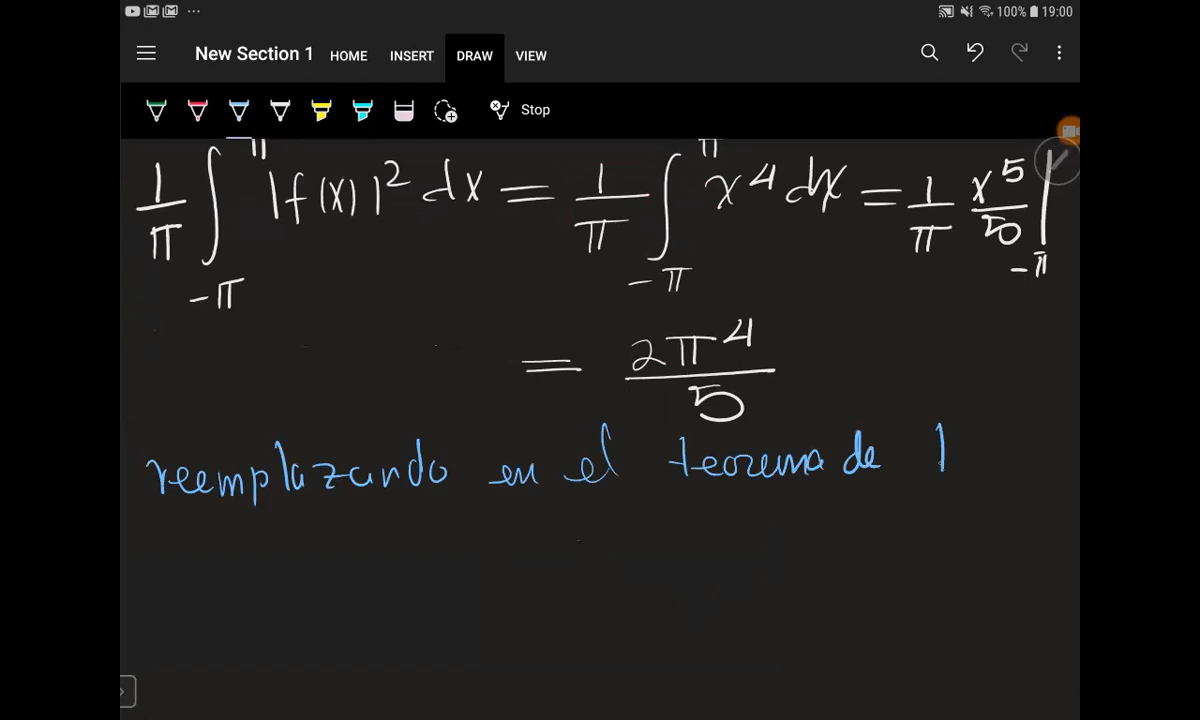 19:00 100%
New Section 1 HOME INSERT DRAW VIEW
Stop
1/π ∫_{-π}^{π} |f(x)|² dx = 1/π ∫_{-π}^{π} x⁴ dx = 1/π x⁵/5 |_{-π}
= 2π⁴/5
reemplazando en el teorema de